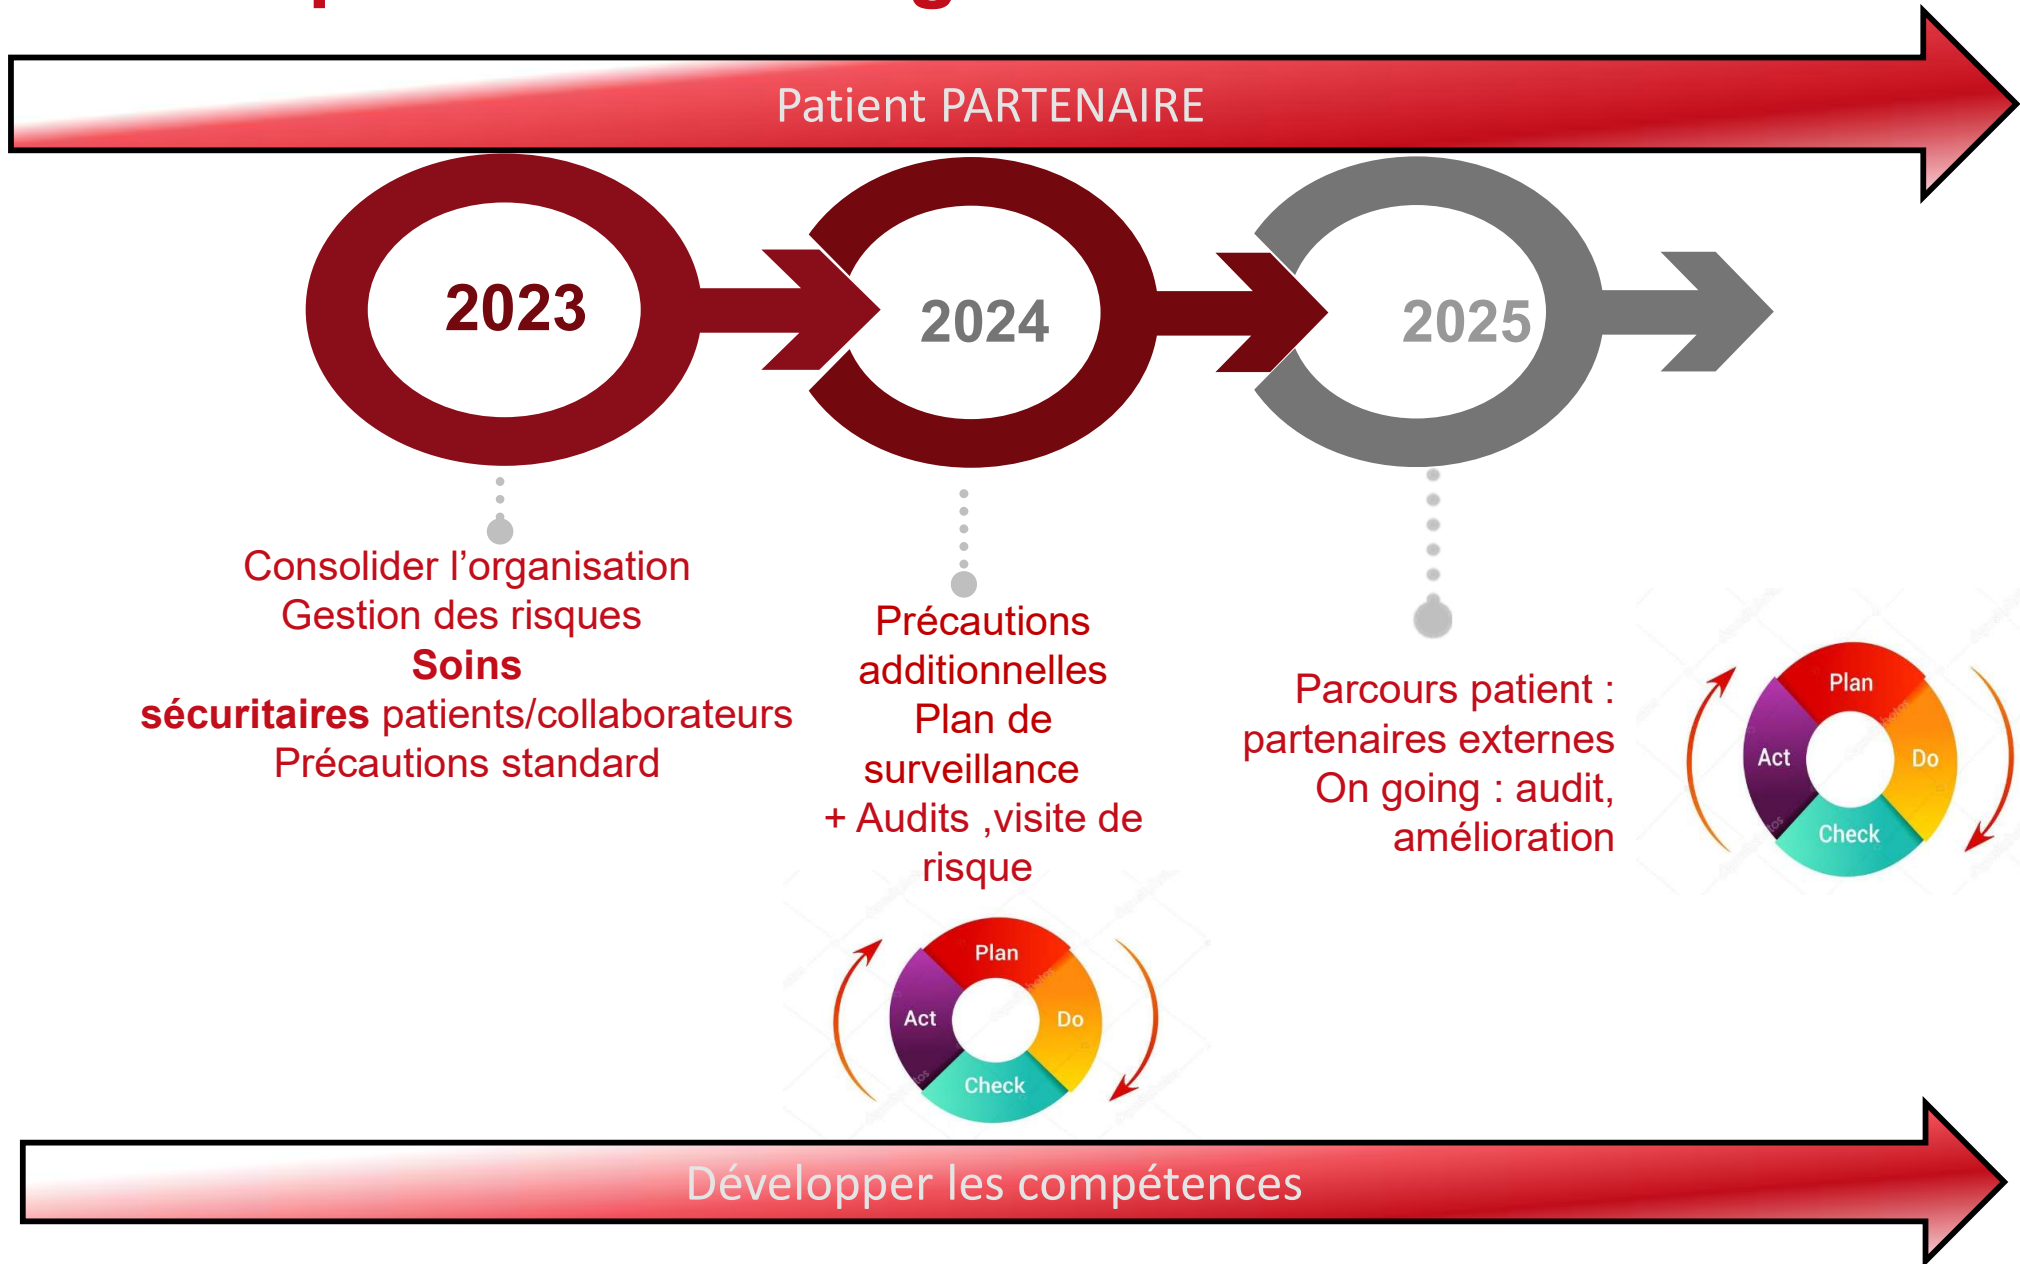 Patient PARTENAIRE
2023
2024
2025
Consolider l’organisation
Gestion des risques
Soins
sécuritaires patients/collaborateurs
Précautions standard
Précautions
additionnelles
Plan de
surveillance
+ Audits ,visite de
risque
Parcours patient :
partenaires externes
On going : audit,
amélioration
Plan
Do
Check
Act
Plan
Do
Check
Act
Développer les compétences